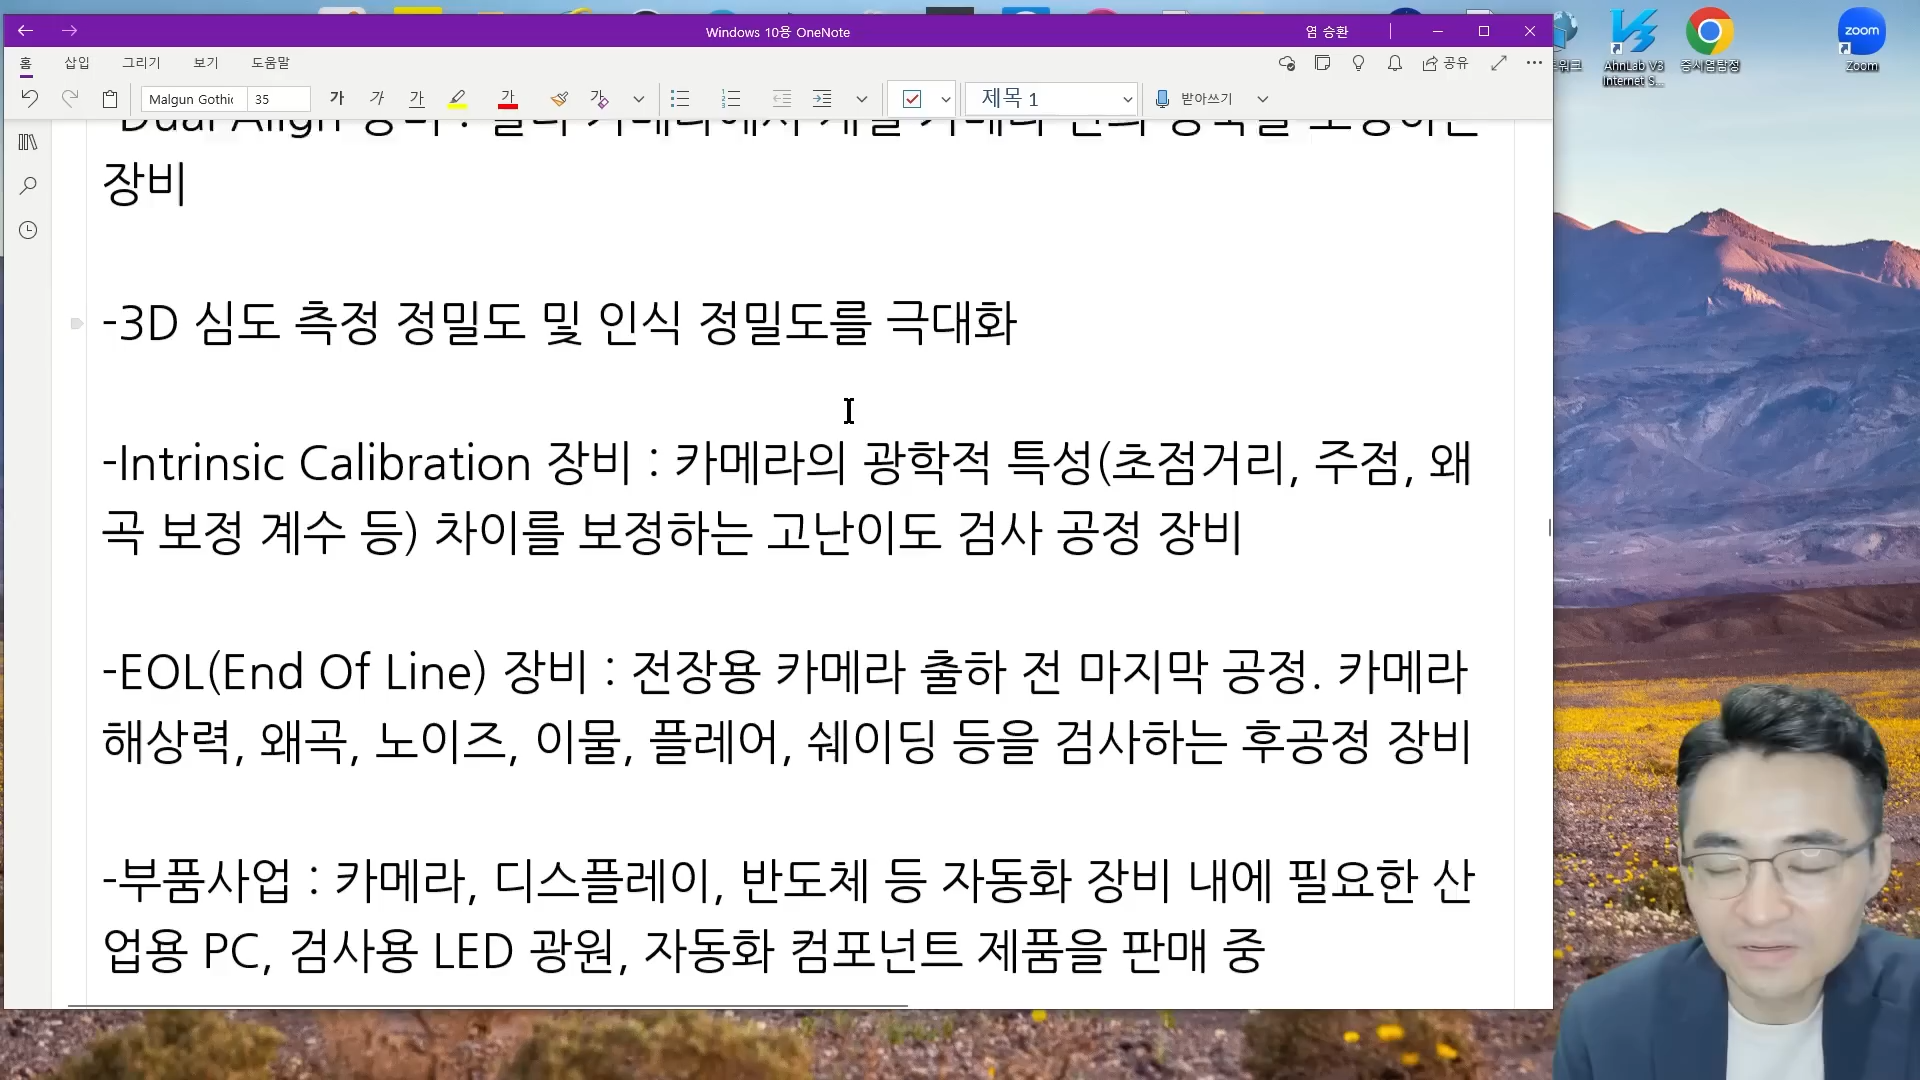 Windows 10용 OneNote
염 승환
홈 삽입 그리기 보기 도움말
공유
Malgun Gothic 35 가 가 가 가 제목 1 받아쓰기
장비
-3D 심도 측정 정밀도 및 인식 정밀도를 극대화
-Intrinsic Calibration 장비 : 카메라의 광학적 특성(초점거리, 주점, 왜
곡 보정 계수 등) 차이를 보정하는 고난이도 검사 공정 장비
-EOL(End Of Line) 장비 : 전장용 카메라 출하 전 마지막 공정. 카메라
해상력, 왜곡, 노이즈, 이물, 플레어, 쉐이딩 등을 검사하는 후공정 장비
-부품사업 : 카메라, 디스플레이, 반도체 등 자동화 장비 내에 필요한 산
업용 PC, 검사용 LED 광원, 자동화 컴포넌트 제품을 판매 중
AhnLab V3
Internet S...
증시염탐정
zoom
Zoom